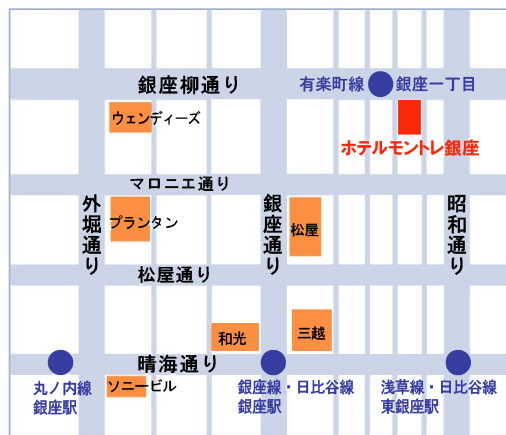 銀座柳通り
有楽町線
銀座一丁目
ウェンディーズ
ホテルモントレ銀座
マロニエ通り
外堀通り
プランタン
銀座通り
松屋
昭和通り
松屋通り
和光
三越
晴海通り
丸ノ内線
銀座駅
ソニービル
銀座線・日比谷線
銀座駅
浅草線・日比谷線
東銀座駅